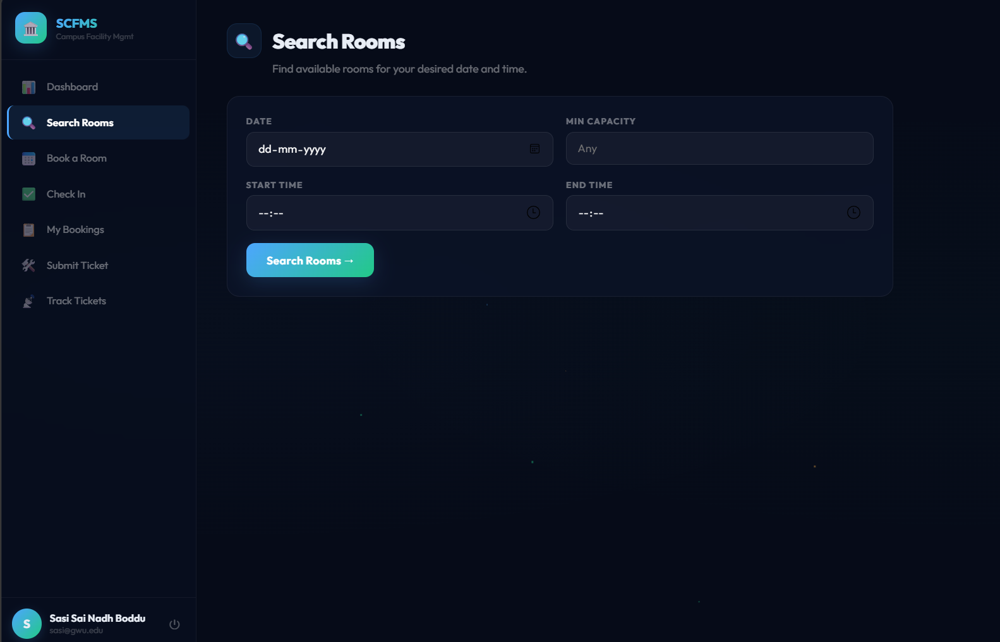 SCFMS
Campus Facility Mgmt
Dashboard
Search Rooms
Book a Room
Check In
My Bookings
Submit Ticket
Track Tickets
Sasi Sai Nadh Boddu
sasi@gwu.edu
S
Search Rooms
Find available rooms for your desired date and time.
DATE
dd-mm-yyyy
MIN CAPACITY
Any
START TIME
--:--
END TIME
--:--
Search Rooms →